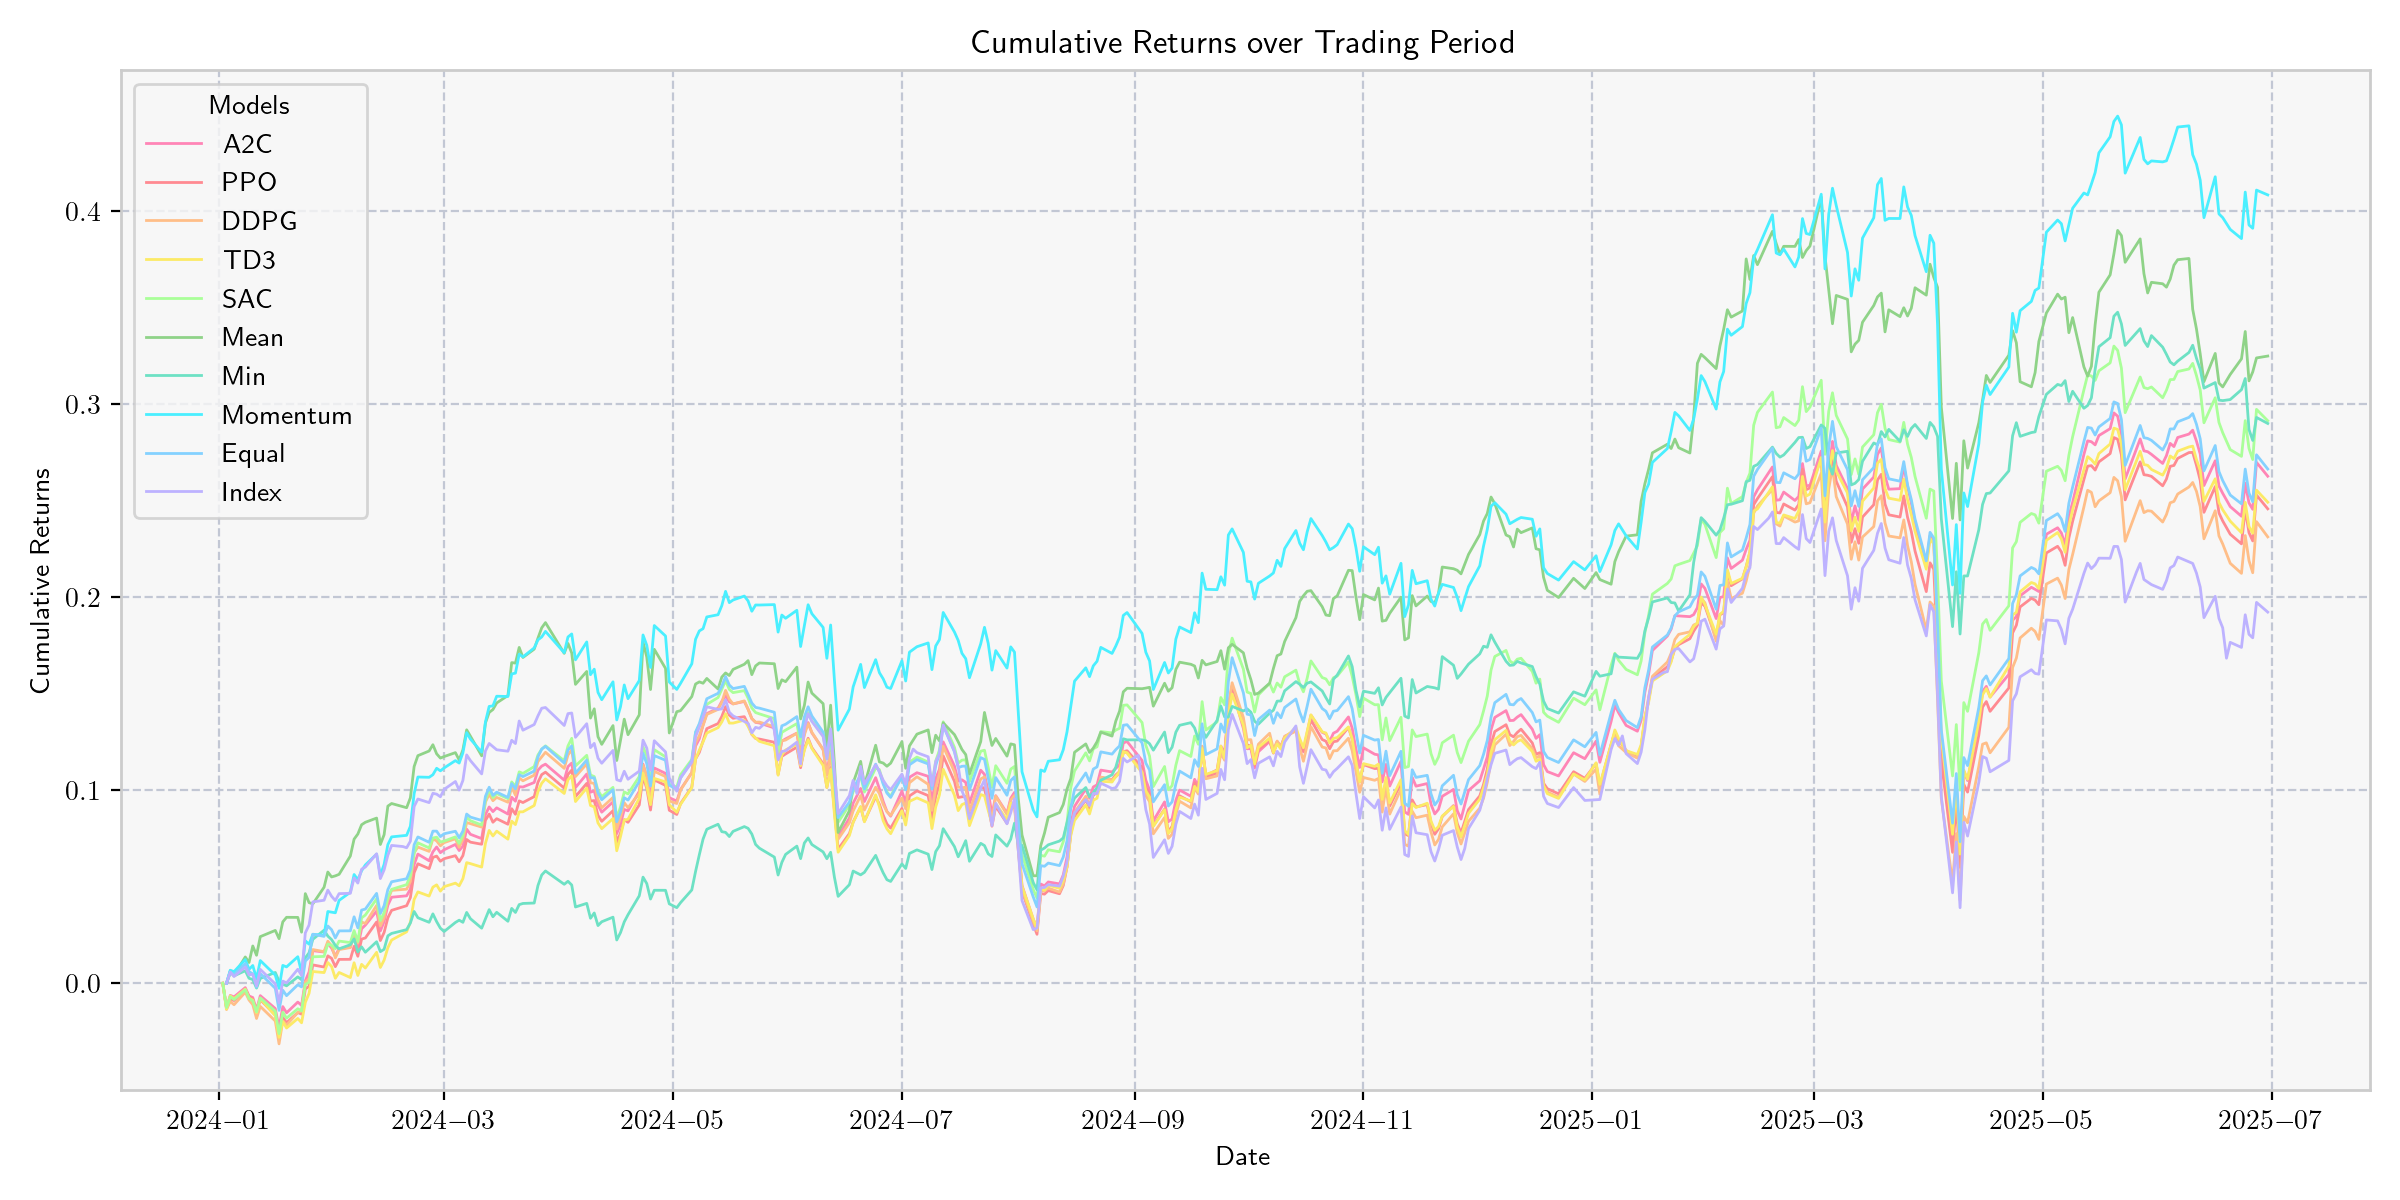 Cumulative Returns over Trading Period
Models
A2C
PPO
DDPG
TD3
SAC
Mean
Min
Momentum
Equal
Index
Cumulative Returns
0.4
0.3
0.2
0.1
0.0
2024−01
2024−03
2024−05
2024−07
2024−09
2024−11
2025−01
2025−03
2025−05
2025−07
Date